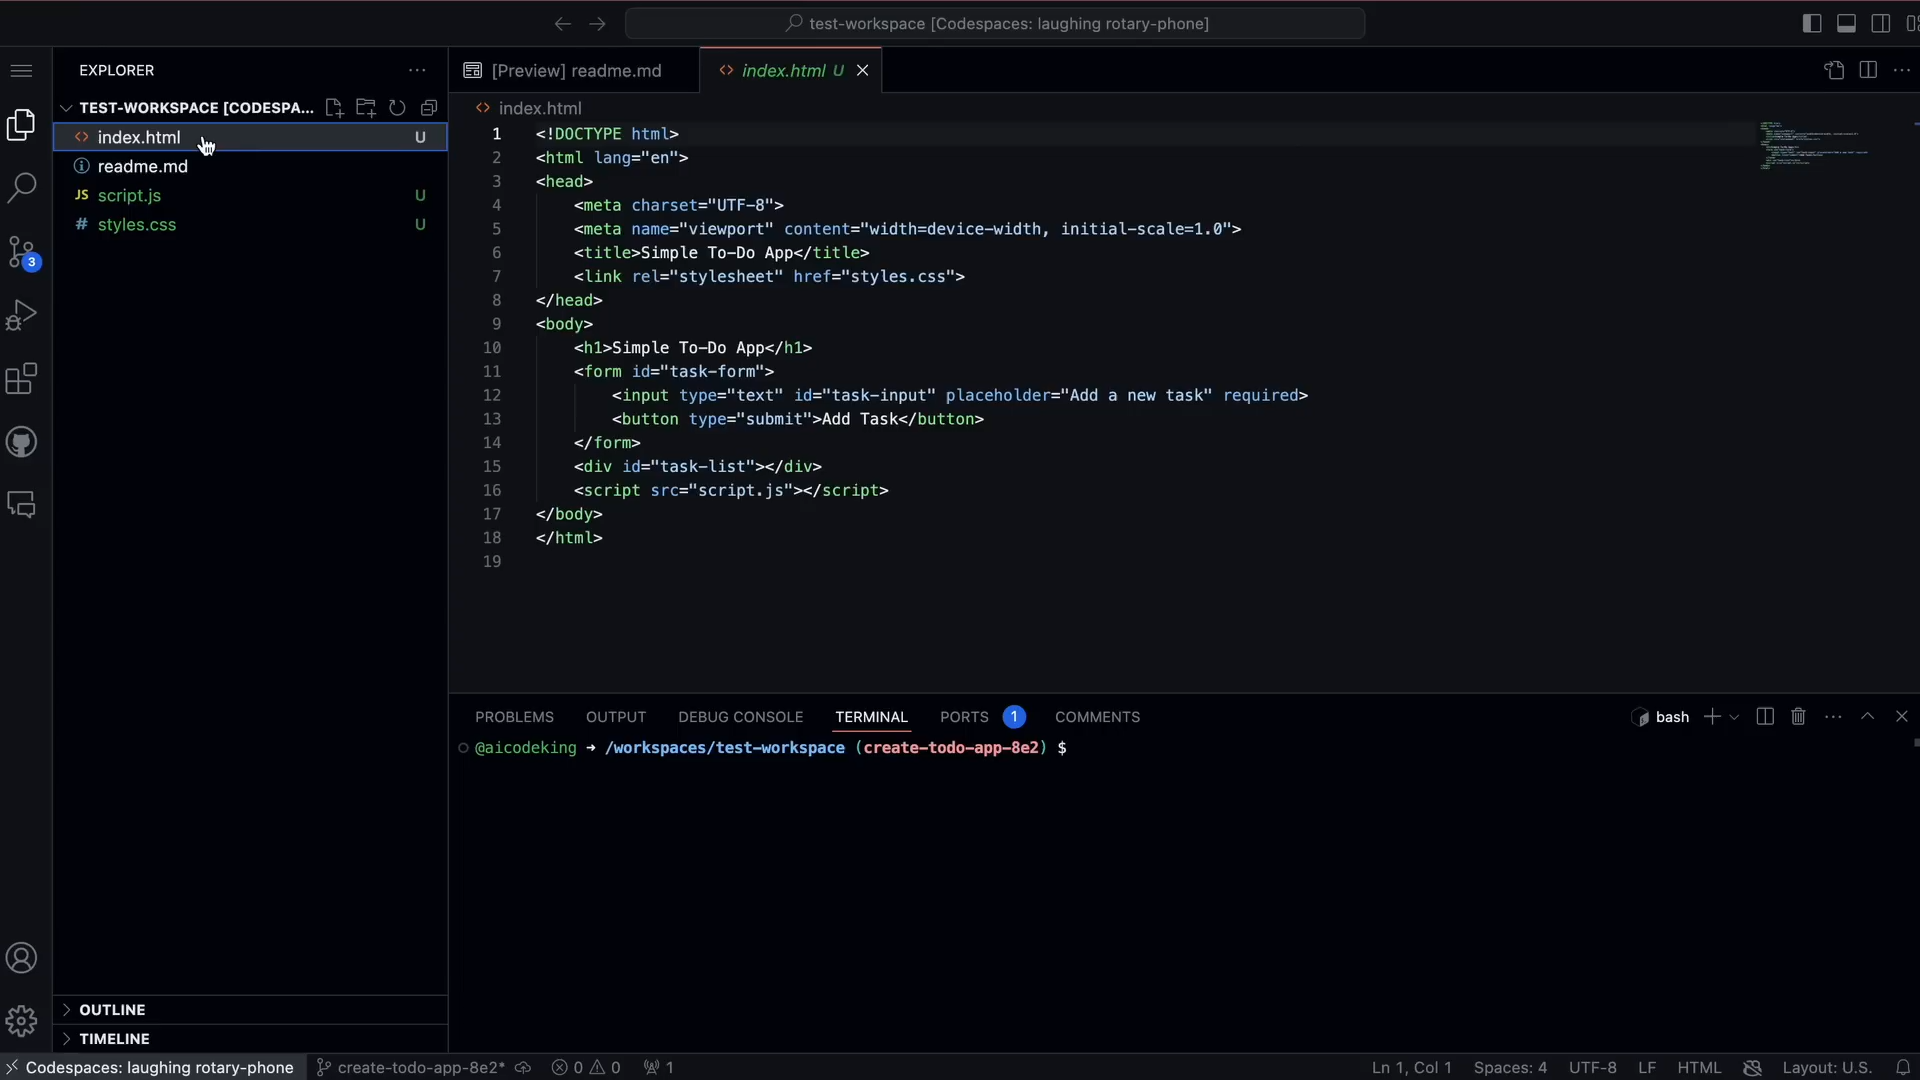 test-workspace [Codespaces: laughing rotary-phone]
EXPLORER
TEST-WORKSPACE [CODESPA...
index.html U
readme.md
JS script.js U
# styles.css U
3
OUTLINE
TIMELINE
[Preview] readme.md
index.html U
index.html
1 <!DOCTYPE html>
2 <html lang="en">
3 <head>
4 <meta charset="UTF-8">
5 <meta name="viewport" content="width=device-width, initial-scale=1.0">
6 <title>Simple To-Do App</title>
7 <link rel="stylesheet" href="styles.css">
8 </head>
9 <body>
10 <h1>Simple To-Do App</h1>
11 <form id="task-form">
12 <input type="text" id="task-input" placeholder="Add a new task" required>
13 <button type="submit">Add Task</button>
14 </form>
15 <div id="task-list"></div>
16 <script src="script.js"></script>
17 </body>
18 </html>
19
PROBLEMS OUTPUT DEBUG CONSOLE TERMINAL PORTS 1 COMMENTS
bash
@aicodeking ➜ /workspaces/test-workspace (create-todo-app-8e2) $
Codespaces: laughing rotary-phone create-todo-app-8e2* 0 0 1 Ln 1, Col 1 Spaces: 4 UTF-8 LF HTML Layout: U.S.